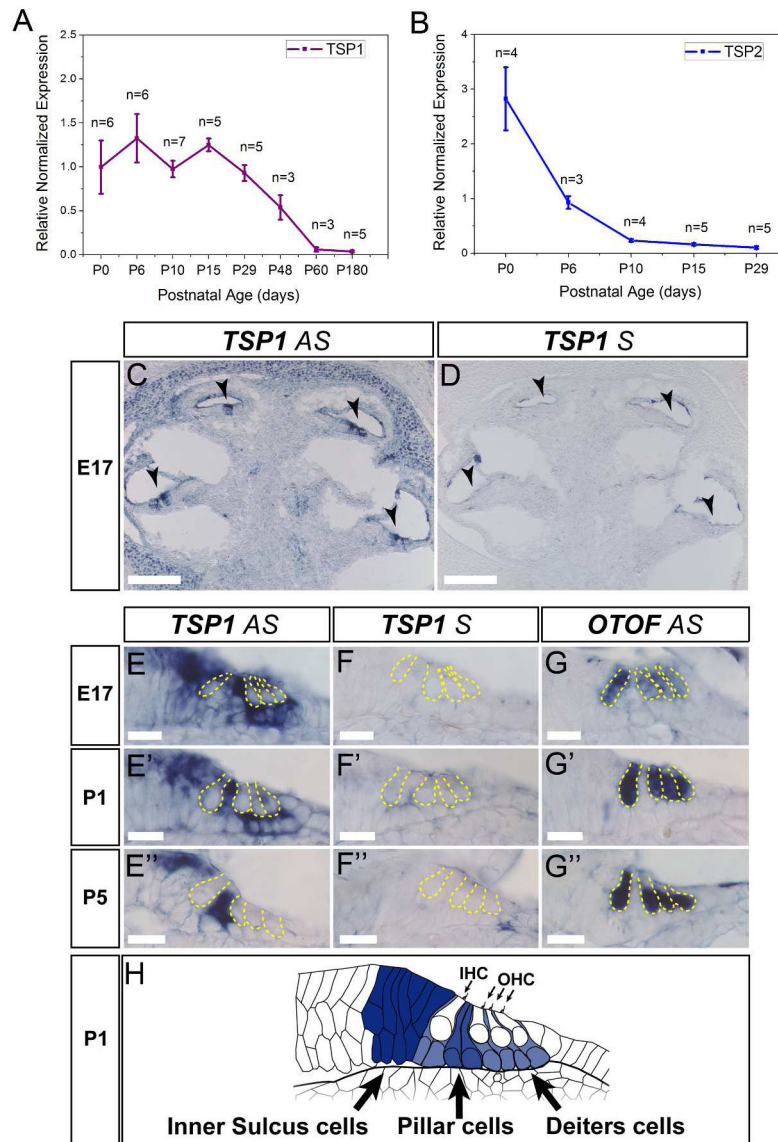 A
TSP1
Relative Normalized Expression
2.5
2.0
1.5
1.0
0.5
0.0
n=6
n=6
n=7
n=5
n=5
n=3
n=3
n=5
P0 P6 P10 P15 P29 P48 P60 P180
Postnatal Age (days)
B
TSP2
Relative Normalized Expression
4
3
2
1
0
n=4
n=3
n=4
n=5
n=5
P0 P6 P10 P15 P29
Postnatal Age (days)
TSP1 AS TSP1 S
E17
C D
TSP1 AS TSP1 S OTOF AS
E17
E F G
P1
E' F' G'
P5
E'' F'' G''
P1
H
IHC
OHC
Inner Sulcus cells Pillar cells Deiters cells